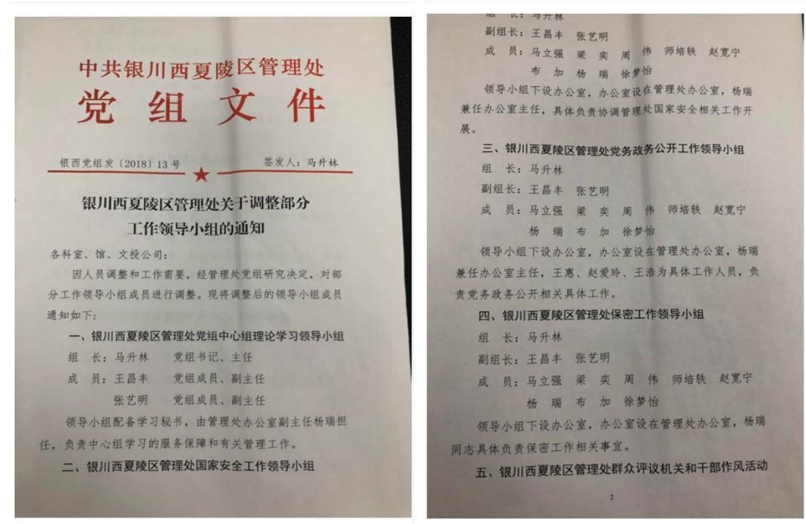 中共银川西夏陵区管理处
党组文件
银西党组发〔2018〕13号 签发人：马升林
银川西夏陵区管理处关于调整部分
工作领导小组的通知
各科室、馆、文投公司：
因人员调整和工作需要，经管理处党组研究决定，对部
分工作领导小组成员进行调整。现将调整后的领导小组成员
通知如下：
一、银川西夏陵区管理处党组中心组理论学习领导小组
组 长：马升林 党组书记、主任
成 员：王昌丰 党组成员、副主任
张艺明 党组成员、副主任
领导小组配备学习秘书，由管理处办公室副主任杨瑞担
任，负责中心组学习的服务保障和有关管理工作。
二、银川西夏陵区管理处国家安全工作领导小组
组 长：马升林
副组长：王昌丰 张艺明
成 员：马立强 梁 奕 周 伟 师培轶 赵宽宁
布 加 杨 瑞 徐梦怡
领导小组下设办公室，办公室设在管理处办公室，杨瑞
兼任办公室主任，具体负责协调管理处国家安全相关工作开
展。
三、银川西夏陵区管理处党务政务公开工作领导小组
组 长：马升林
副组长：王昌丰 张艺明
成 员：马立强 梁 奕 周 伟 师培轶 赵宽宁
杨 瑞 布 加 徐梦怡
领导小组下设办公室，办公室设在管理处办公室，杨瑞
兼任办公室主任，王惠、赵爱玲、王浩为具体工作人员，负
责党务政务公开相关具体工作。
四、银川西夏陵区管理处保密工作领导小组
组 长：马升林
副组长：王昌丰 张艺明
成 员：马立强 梁 奕 周 伟 师培轶 赵宽宁
杨 瑞 布 加 徐梦怡
领导小组下设办公室，办公室设在管理处办公室，杨瑞
同志具体负责保密工作相关事宜。
五、银川西夏陵区管理处群众评议机关和干部作风活动
2